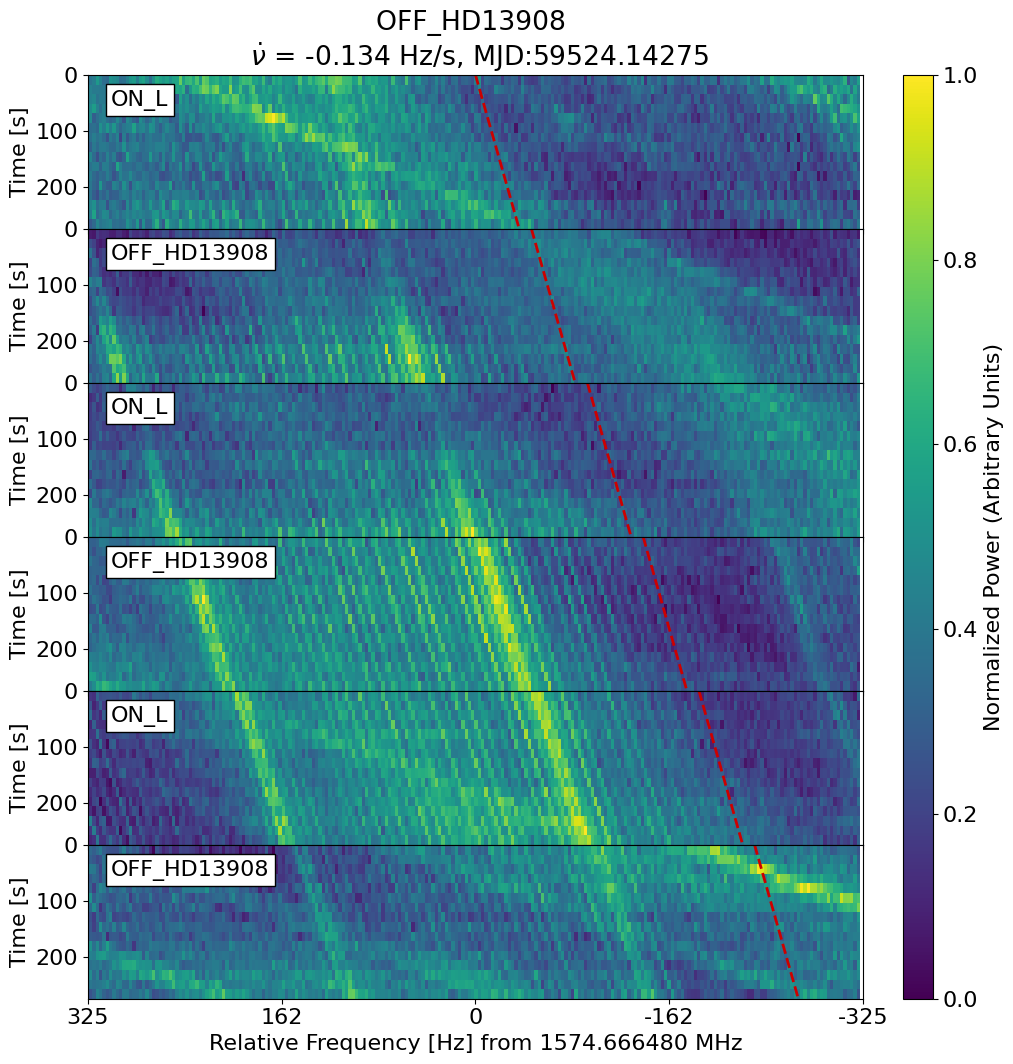 OFF_HD13908
ν̇ = -0.134 Hz/s, MJD:59524.14275
0
ON_L
100
Time [s]
200
0
OFF_HD13908
100
Time [s]
200
0
ON_L
100
Time [s]
200
0
OFF_HD13908
100
Time [s]
200
0
ON_L
100
Time [s]
200
0
OFF_HD13908
100
Time [s]
200
325 162 0 -162 -325
Relative Frequency [Hz] from 1574.666480 MHz
1.0
0.8
0.6
0.4
0.2
0.0
Normalized Power (Arbitrary Units)